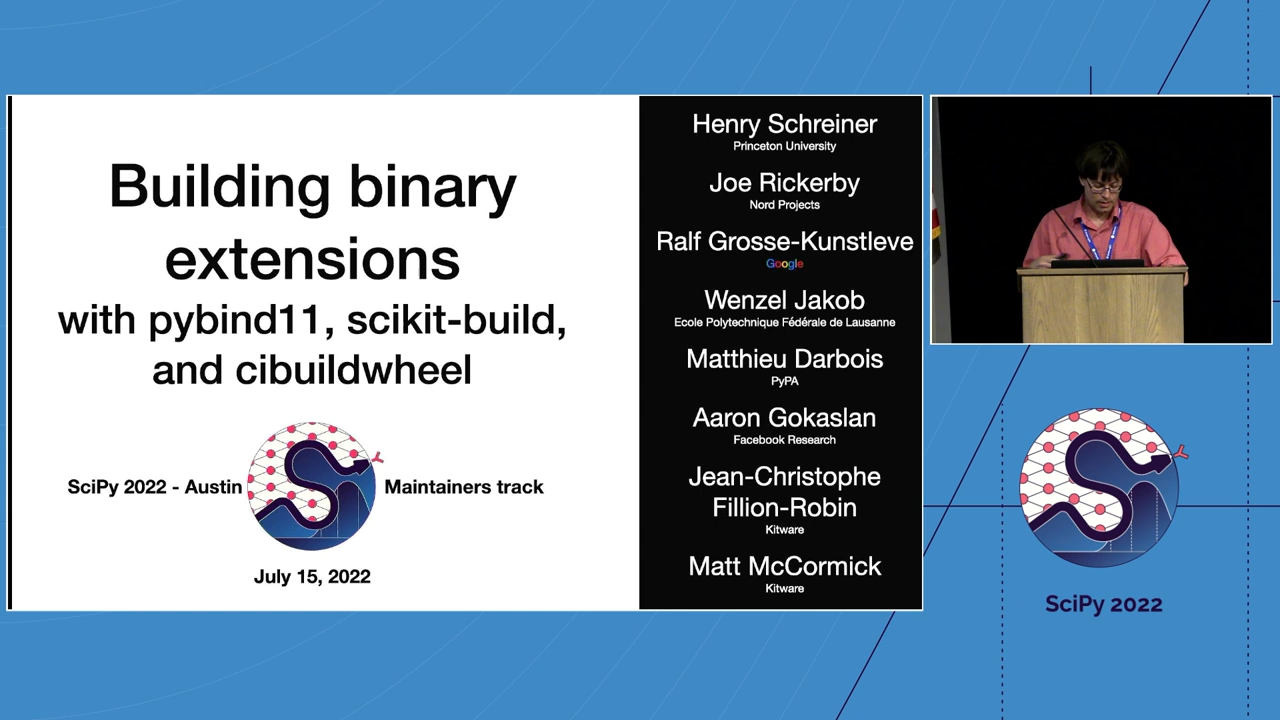 Building binary
extensions
with pybind11, scikit-build,
and cibuildwheel
SciPy 2022 - Austin
Maintainers track
July 15, 2022
Henry Schreiner
Princeton University
Joe Rickerby
Nord Projects
Ralf Grosse-Kunstleve
Google
Wenzel Jakob
Ecole Polytechnique Fédérale de Lausanne
Matthieu Darbois
PyPA
Aaron Gokaslan
Facebook Research
Jean-Christophe
Fillion-Robin
Kitware
Matt McCormick
Kitware
SciPy 2022